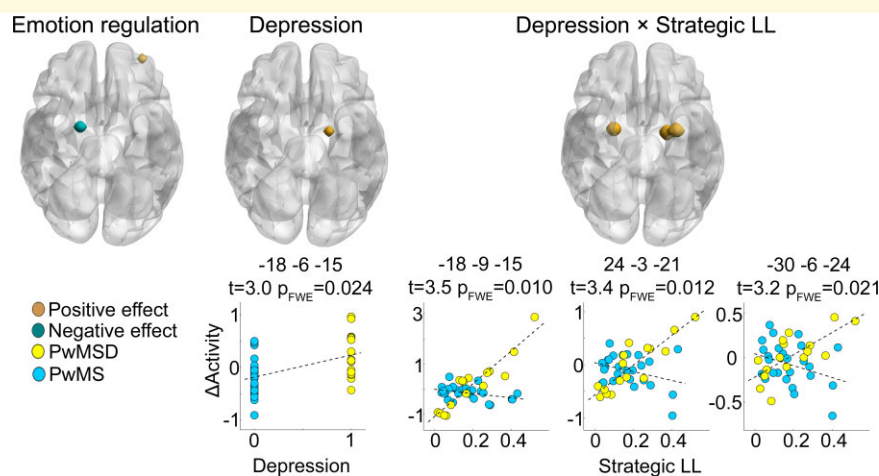 Emotion regulation
Depression
Depression × Strategic LL
-18 -6 -15
t=3.0 pFWE=0.024
-18 -9 -15
t=3.5 pFWE=0.010
24 -3 -21
t=3.4 pFWE=0.012
-30 -6 -24
t=3.2 pFWE=0.021
Positive effect
Negative effect
PwMSD
PwMS
ΔActivity
1
0
-1
0
1
Depression
3
1
-1
0
0.2
0.4
1
0
-1
0
0.2
0.4
Strategic LL
0.5
0
-0.5
0
0.2
0.4